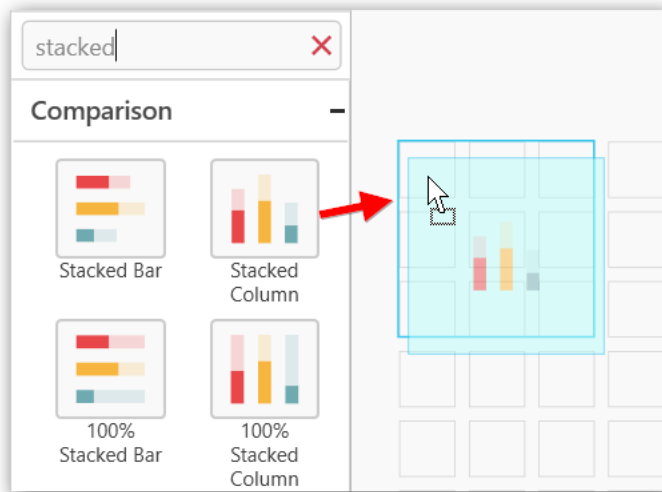 stacked
Comparison
Stacked Bar
Stacked
Column
100%
Stacked Bar
100%
Stacked
Column